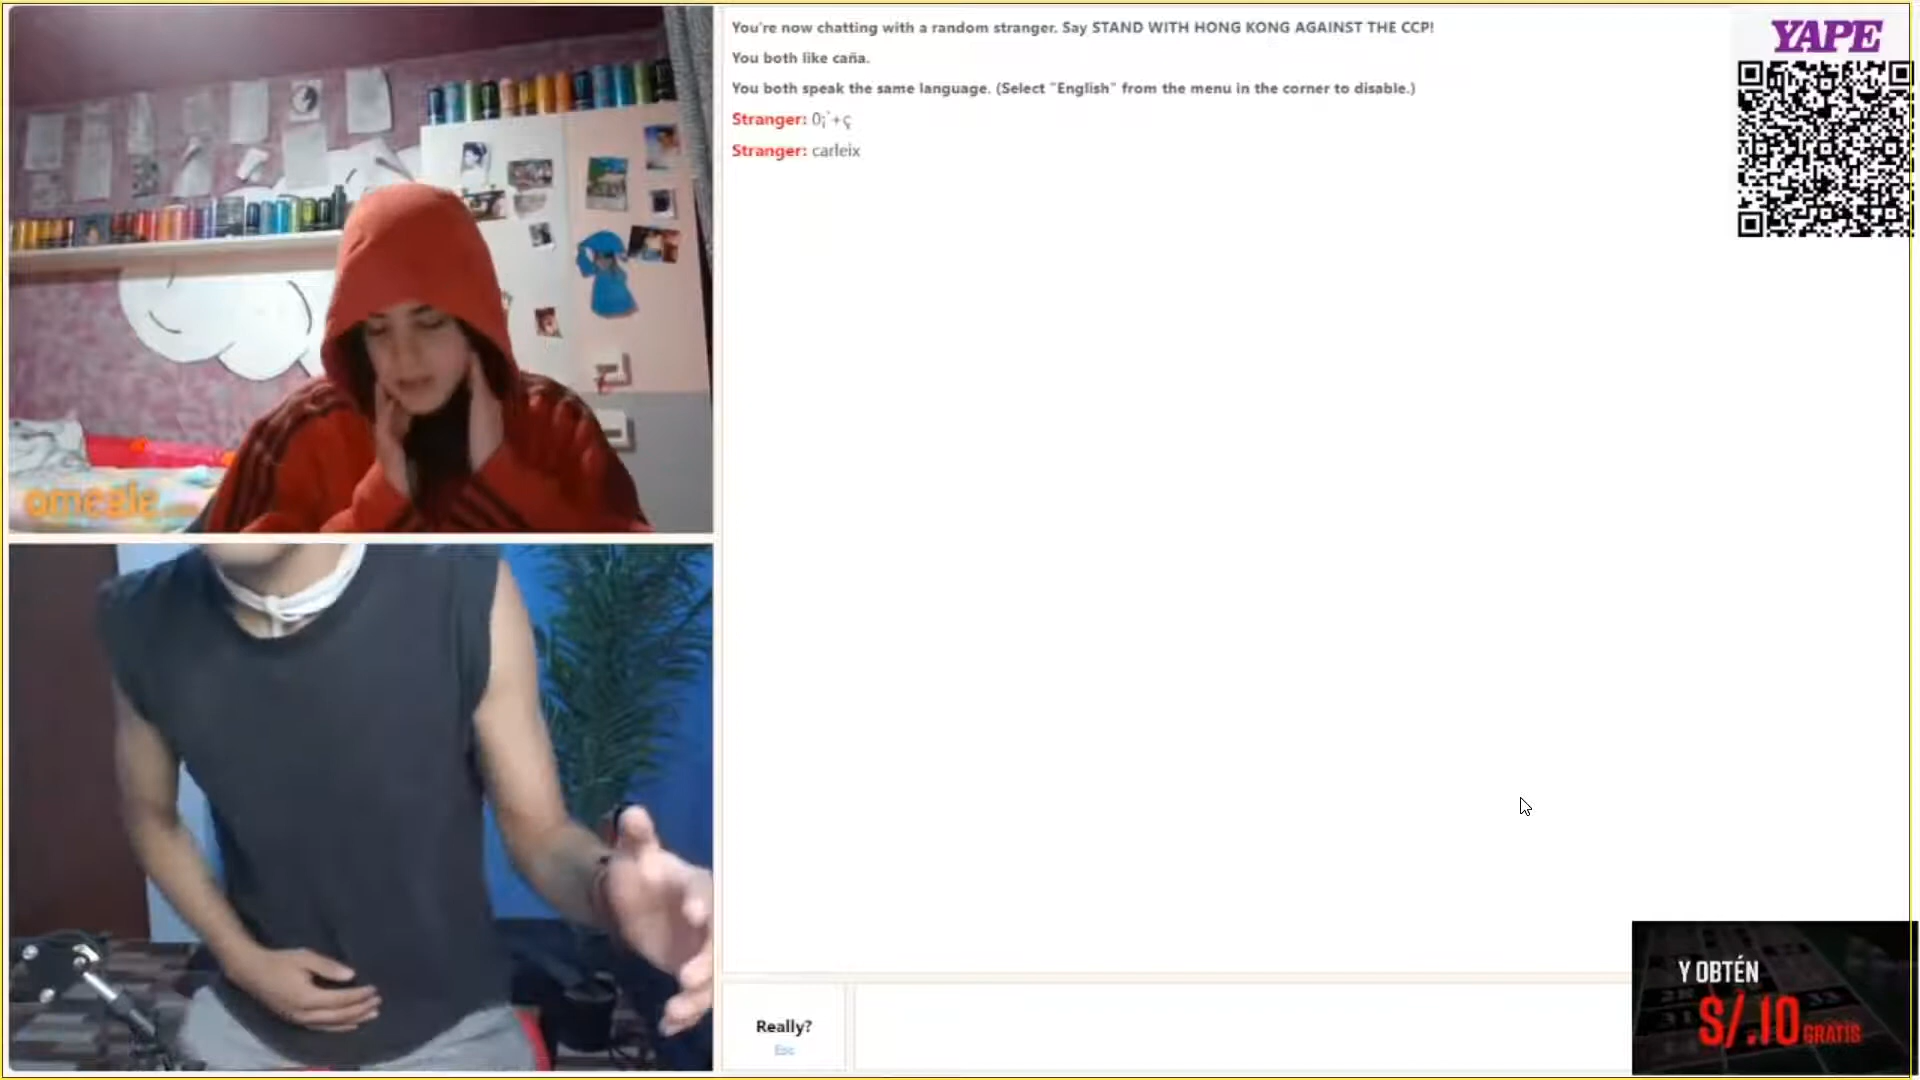 You're now chatting with a random stranger. Say STAND WITH HONG KONG AGAINST THE CCP!
You both like caña.
You both speak the same language. (Select "English" from the menu in the corner to disable.)
Stranger: 0¡`+ç
Stranger: carleix
YAPE
omegle
Really?
Esc
Y OBTÉN
S/.10 GRATIS